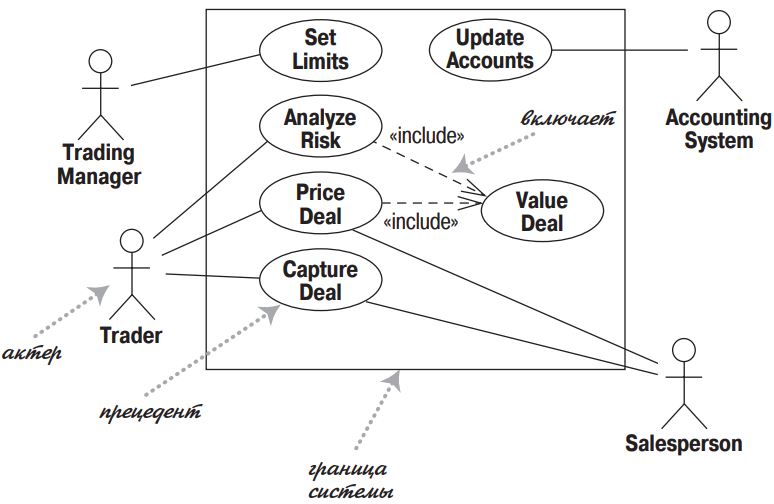 Set
Limits
Update
Accounts
Trading
Manager
Accounting
System
Analyze
Risk
«include»
включает
Price
Deal
«include»
Value
Deal
Capture
Deal
Trader
актер
прецедент
граница
системы
Salesperson